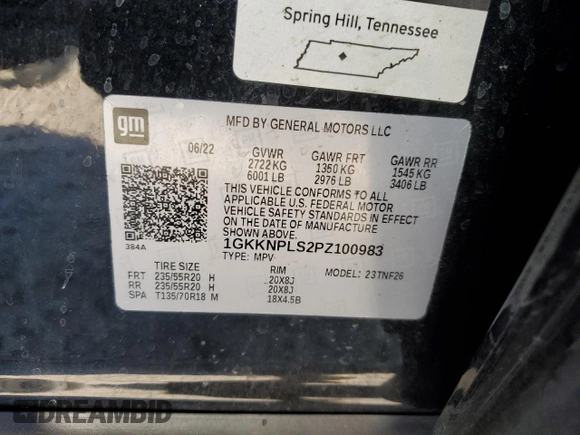 Spring Hill, Tennessee
gm
MFD BY GENERAL MOTORS LLC
06/22 GVWR GAWR FRT GAWR RR
2722 KG 1350 KG 1545 KG
6001 LB 2976 LB 3406 LB
THIS VEHICLE CONFORMS TO ALL
APPLICABLE U.S. FEDERAL MOTOR
VEHICLE SAFETY STANDARDS IN EFFECT
ON THE DATE OF MANUFACTURE
SHOWN ABOVE.
384A
1GKKNPLS2PZ100983
TYPE: MPV MODEL: 23TNF26
TIRE SIZE RIM
FRT 235/55R20 H 20X8J
RR 235/55R20 H 20X8J
SPA T135/70R18 M 18X4.5B
DREAMBID